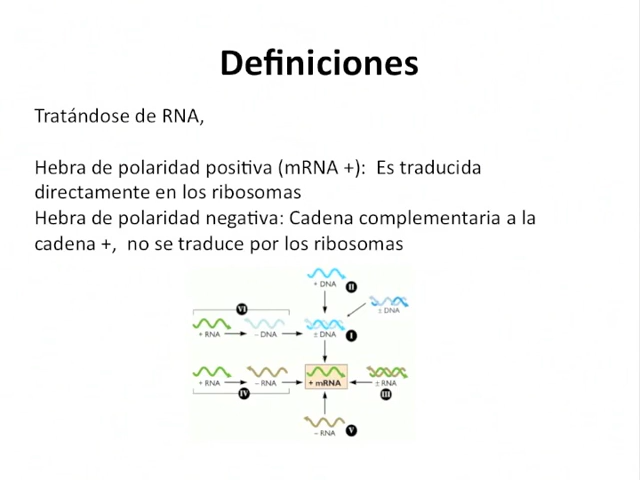 Definiciones
Tratándose de RNA,
Hebra de polaridad positiva (mRNA +):  Es traducida
directamente en los ribosomas
Hebra de polaridad negativa: Cadena complementaria a la
cadena +,  no se traduce por los ribosomas
+ DNA
II
± DNA
VI
+ RNA
– DNA
± DNA
I
+ RNA
– RNA
+ mRNA
± RNA
IV
III
– RNA
V